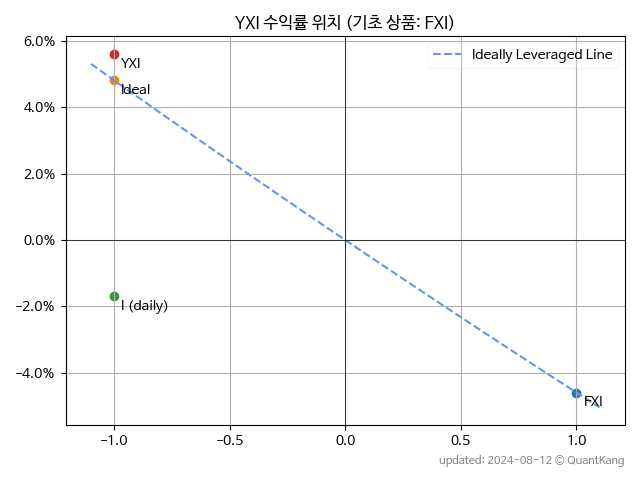 YXI 수익률 위치 (기초 상품: FXI)
Ideally Leveraged Line
6.0%
4.0%
2.0%
0.0%
−2.0%
−4.0%
YXI
Ideal
I (daily)
FXI
−1.0 −0.5 0.0 0.5 1.0
updated: 2024-08-12 © QuantKang